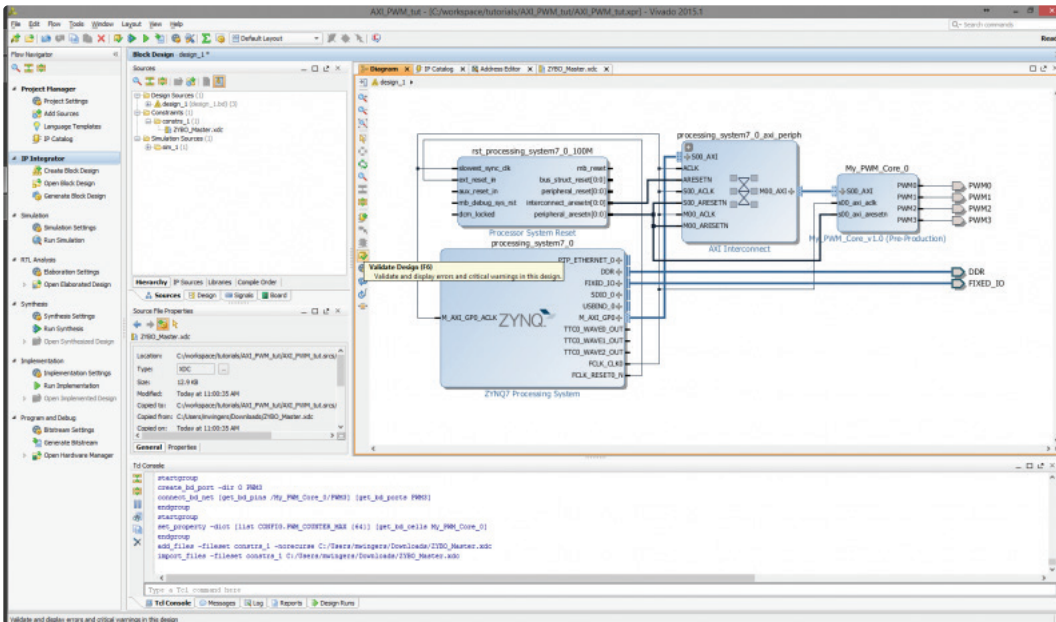 AXI_PWM_tut - [C:/workspace/tutorials/AXI_PWM_tut/AXI_PWM_tut.xpr] - Vivado 2015.1
File Edit Flow Tools Window Layout View Help
Search commands
Default Layout
Read
Flow Navigator
Project Manager
Project Settings
Add Sources
Language Templates
IP Catalog
IP Integrator
Create Block Design
Open Block Design
Generate Block Design
Simulation
Simulation Settings
Run Simulation
RTL Analysis
Elaboration Settings
Open Elaborated Design
Synthesis
Synthesis Settings
Run Synthesis
Open Synthesized Design
Implementation
Implementation Settings
Run Implementation
Open Implemented Design
Program and Debug
Bitstream Settings
Generate Bitstream
Open Hardware Manager
Block Design - design_1 *
Sources
Design Sources (1)
design_1 (design_1.bd) (3)
Constraints (1)
constrs_1 (1)
ZYBO_Master.xdc
Simulation Sources (1)
sim_1 (1)
Hierarchy IP Sources Libraries Compile Order
Sources Design Signals Board
Source File Properties
ZYBO_Master.xdc
Location: C:/workspace/tutorials/AXI_PWM_tut/AXI_PWM_tut.srcs/
Type: XDC
Size: 12.9 KB
Modified: Today at 11:00:35 AM
Copied to: C:/workspace/tutorials/AXI_PWM_tut/AXI_PWM_tut.srcs/
Copied from: C:/Users/mwingers/Downloads/ZYBO_Master.xdc
Copied on: Today at 11:00:35 AM
General Properties
Diagram IP Catalog Address Editor ZYBO_Master.xdc
design_1
rst_processing_system7_0_100M
slowest_sync_clk
ext_reset_in
aux_reset_in
mb_debug_sys_rst
dcm_locked
mb_reset
bus_struct_reset[0:0]
peripheral_reset[0:0]
interconnect_aresetn[0:0]
peripheral_aresetn[0:0]
Processor System Reset
processing_system7_0_axi_periph
S00_AXI
ACLK
ARESETN
S00_ACLK
S00_ARESETN
M00_ACLK
M00_ARESETN
M00_AXI
AXI Interconnect
My_PWM_Core_0
S00_AXI
s00_axi_aclk
s00_axi_aresetn
PWM0
PWM1
PWM2
PWM3
My_PWM_Core_v1.0 (Pre-Production)
PWM0
PWM1
PWM2
PWM3
processing_system7_0
M_AXI_GP0_ACLK
ZYNQ
PTP_ETHERNET_0
DDR
FIXED_IO
SDIO_0
USBIND_0
M_AXI_GP0
TTC0_WAVE0_OUT
TTC0_WAVE1_OUT
TTC0_WAVE2_OUT
FCLK_CLK0
FCLK_RESET0_N
ZYNQ7 Processing System
DDR
FIXED_IO
Validate Design (F6)
Validate and display errors and critical warnings in this design.
Tcl Console
startgroup
create_bd_port -dir O PWM3
connect_bd_net [get_bd_pins /My_PWM_Core_0/PWM3] [get_bd_ports PWM3]
endgroup
startgroup
set_property -dict [list CONFIG.PWM_COUNTER_MAX {64}] [get_bd_cells My_PWM_Core_0]
endgroup
add_files -fileset constrs_1 -norecurse C:/Users/mwingers/Downloads/ZYBO_Master.xdc
import_files -fileset constrs_1 C:/Users/mwingers/Downloads/ZYBO_Master.xdc
Type a Tcl command here
Tcl Console Messages Log Reports Design Runs
Validate and display errors and critical warnings in this design